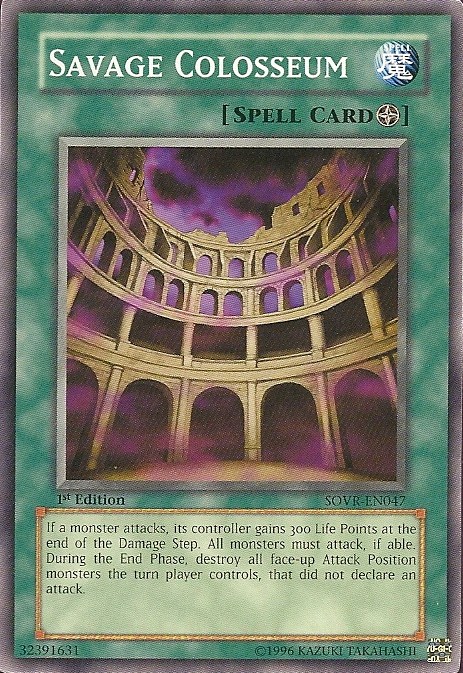 SAVAGE COLOSSEUM
SPELL
魔
[SPELL CARD]
1st Edition
SOVR-EN047
If a monster attacks, its controller gains 300 Life Points at the
end of the Damage Step. All monsters must attack, if able.
During the End Phase, destroy all face-up Attack Position
monsters the turn player controls, that did not declare an
attack.
32391631
©1996 KAZUKI TAKAHASHI